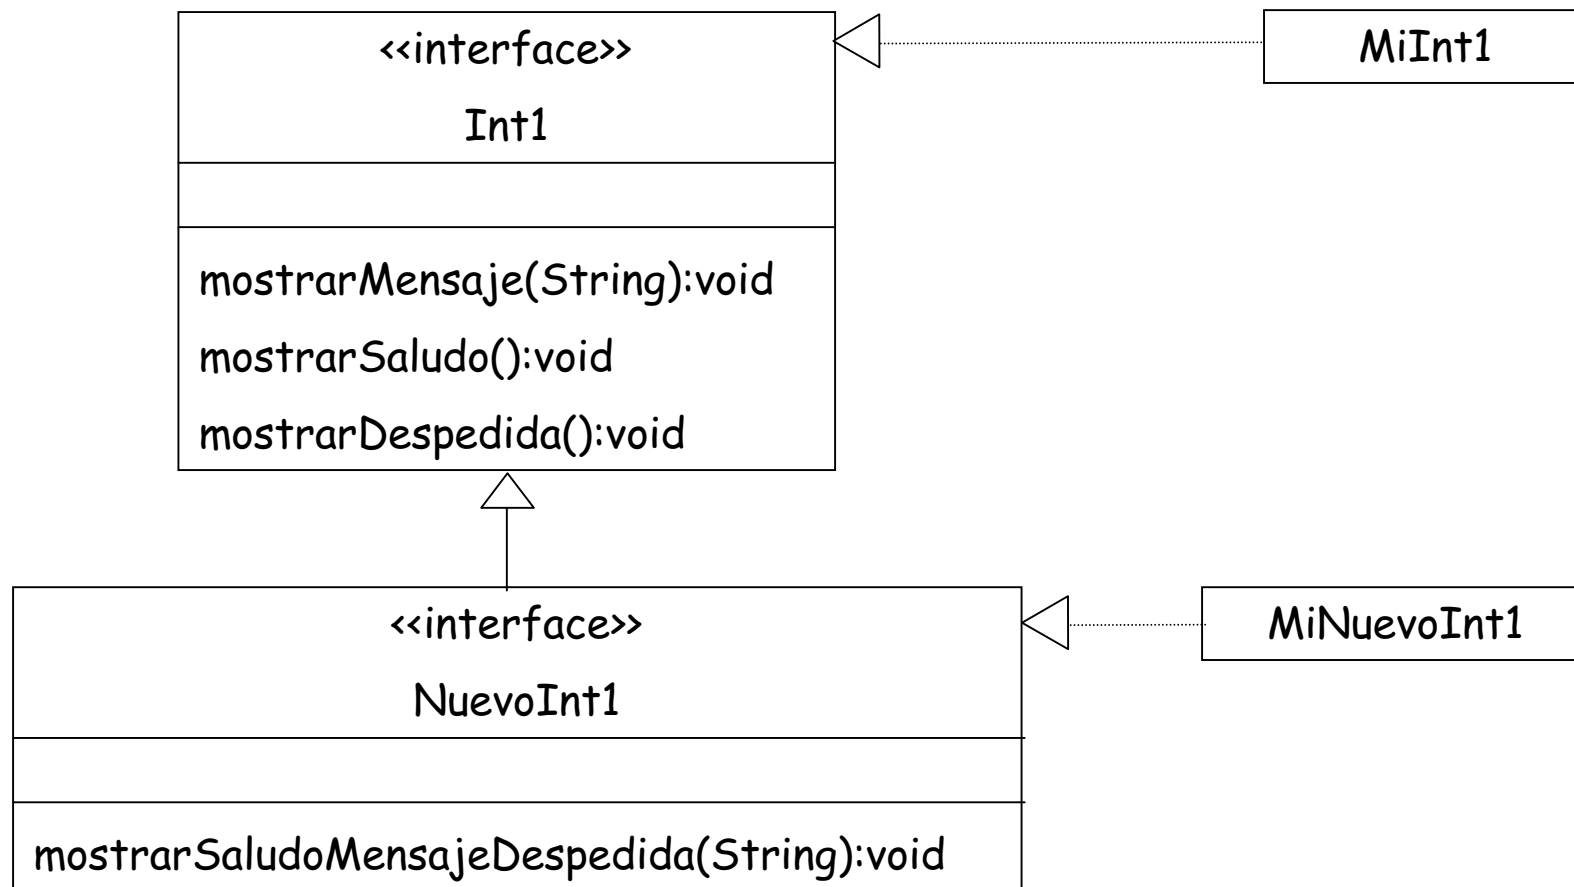 <<interface>>
Int1
MiInt1
mostrarMensaje(String):void
mostrarSaludo():void
mostrarDespedida():void
<<interface>>
NuevoInt1
MiNuevoInt1
mostrarSaludoMensajeDespedida(String):void